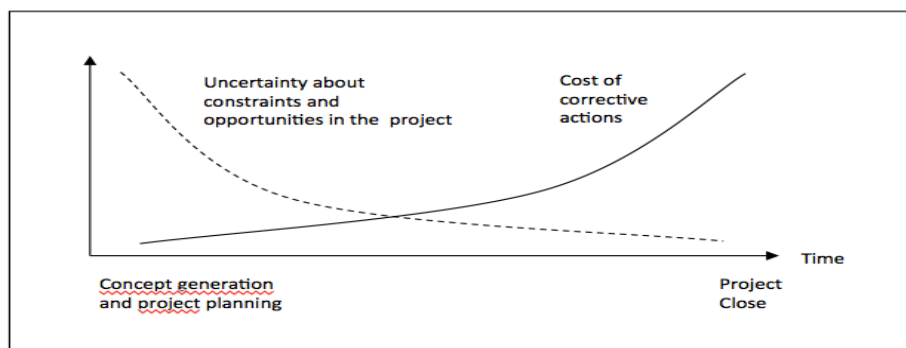 Uncertainty about
constraints and
opportunities in the project
Cost of
corrective
actions
Time
Concept generation
and project planning
Project
Close